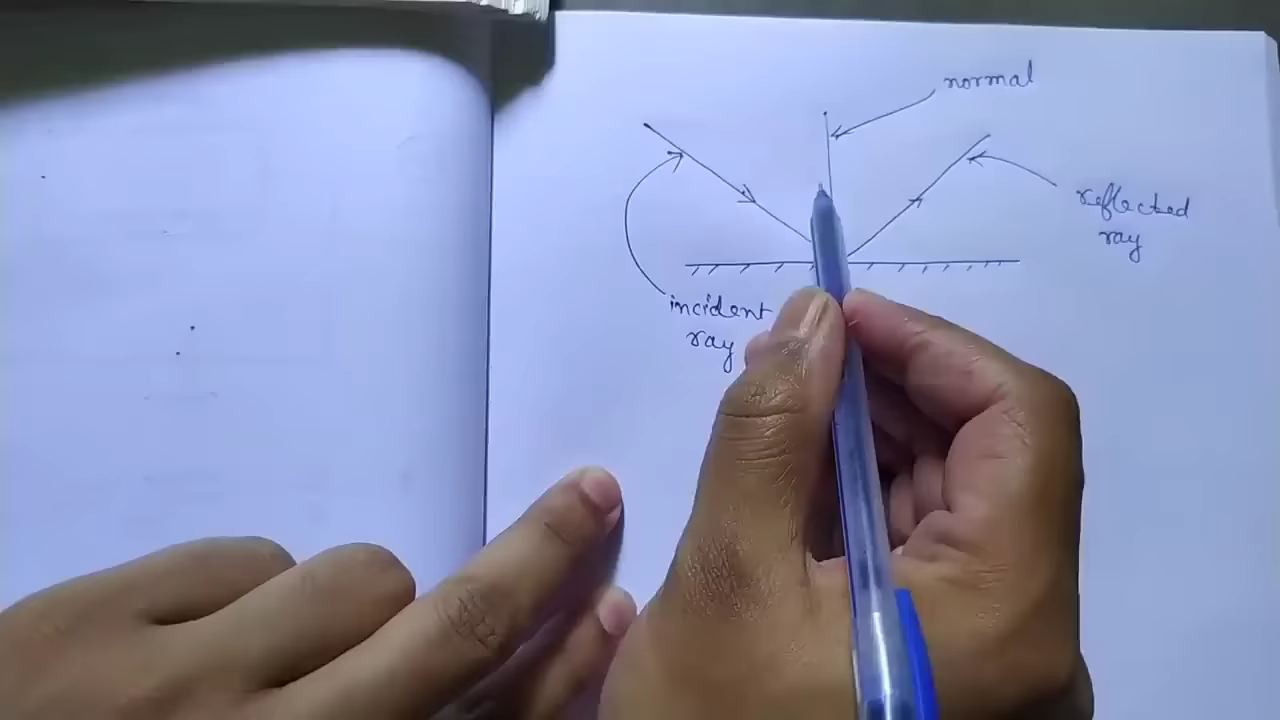 normal
reflected
ray
incident
ray